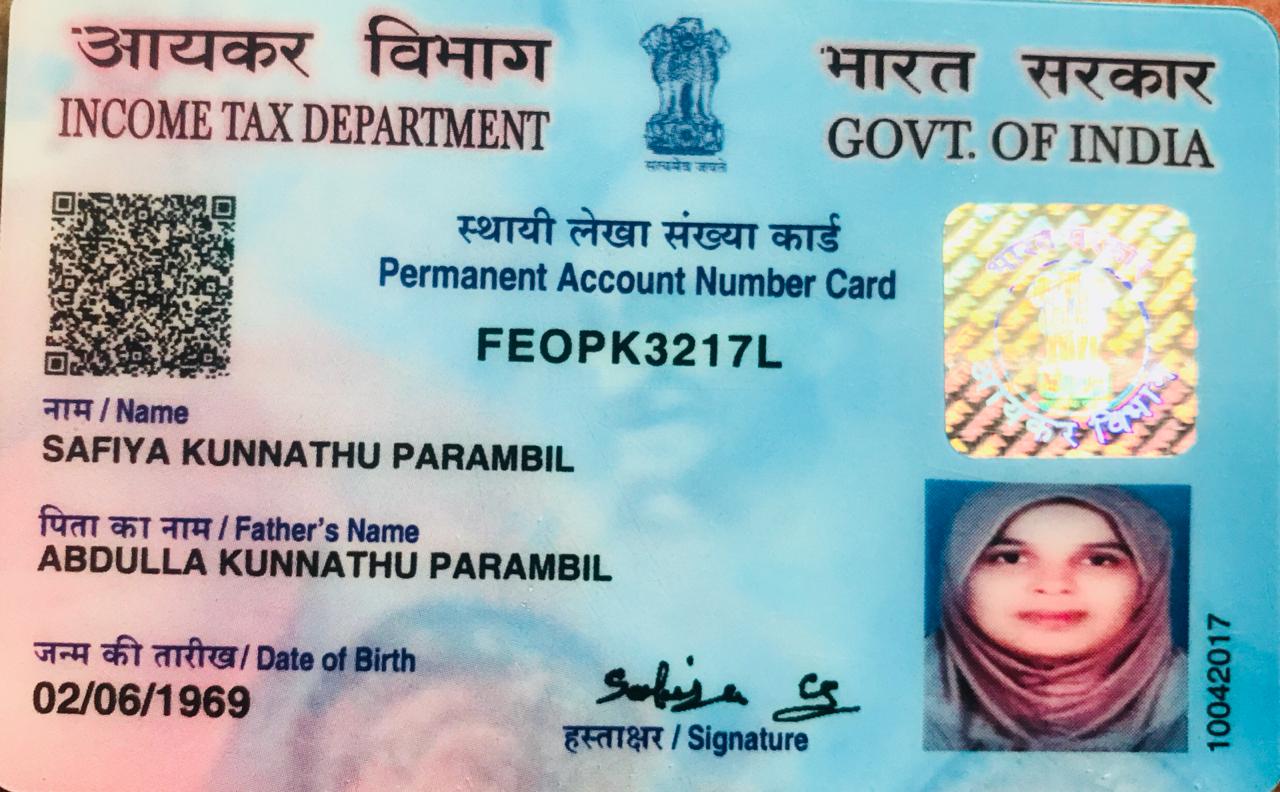 आयकर विभाग
INCOME TAX DEPARTMENT
सत्यमेव जयते
भारत सरकार
GOVT. OF INDIA
स्थायी लेखा संख्या कार्ड
Permanent Account Number Card
FEOPK3217L
भारत सरकार
आयकर विभाग
नाम / Name
SAFIYA KUNNATHU PARAMBIL
पिता का नाम / Father's Name
ABDULLA KUNNATHU PARAMBIL
जन्म की तारीख/ Date of Birth
02/06/1969
हस्ताक्षर / Signature
10042017